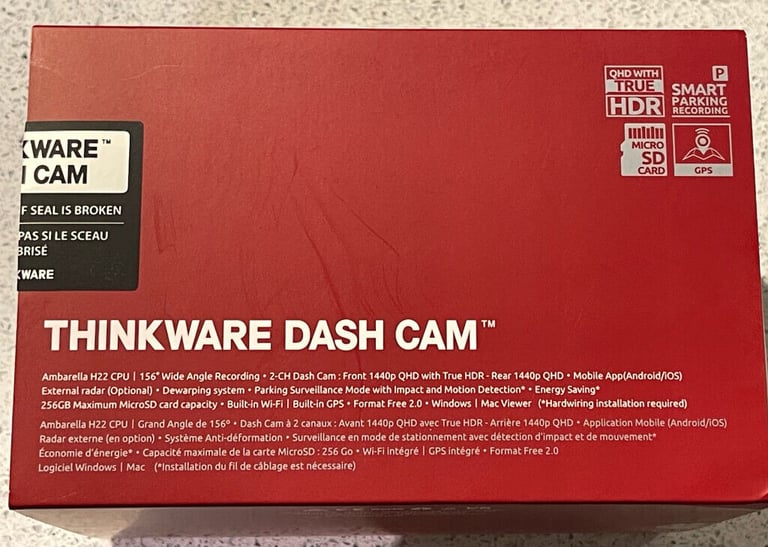 QHD WITH
TRUE
HDR
P
SMART
PARKING
RECORDING
MICRO
SD
CARD
GPS
KWARE™
CAM
F SEAL IS BROKEN
PAS SI LE SCEAU
BRISÉ
KWARE
THINKWARE DASH CAM™
Ambarella H22 CPU | 156° Wide Angle Recording • 2-CH Dash Cam : Front 1440p QHD with True HDR - Rear 1440p QHD • Mobile App(Android/iOS)
External radar (Optional) • Dewarping system • Parking Surveillance Mode with Impact and Motion Detection* • Energy Saving*
256GB Maximum MicroSD card capacity • Built-in Wi-Fi | Built-in GPS • Format Free 2.0 • Windows | Mac Viewer (*Hardwiring installation required)
Ambarella H22 CPU | Grand Angle de 156° • Dash Cam à 2 canaux : Avant 1440p QHD avec True HDR - Arrière 1440p QHD • Application Mobile (Android/iOS)
Radar externe (en option) • Système Anti-déformation • Surveillance en mode de stationnement avec détection d'impact et de mouvement*
Économie d'énergie* • Capacité maximale de la carte MicroSD : 256 Go • Wi-Fi intégré | GPS intégré • Format Free 2.0
Logiciel Windows | Mac (*Installation du fil de câblage est nécessaire)